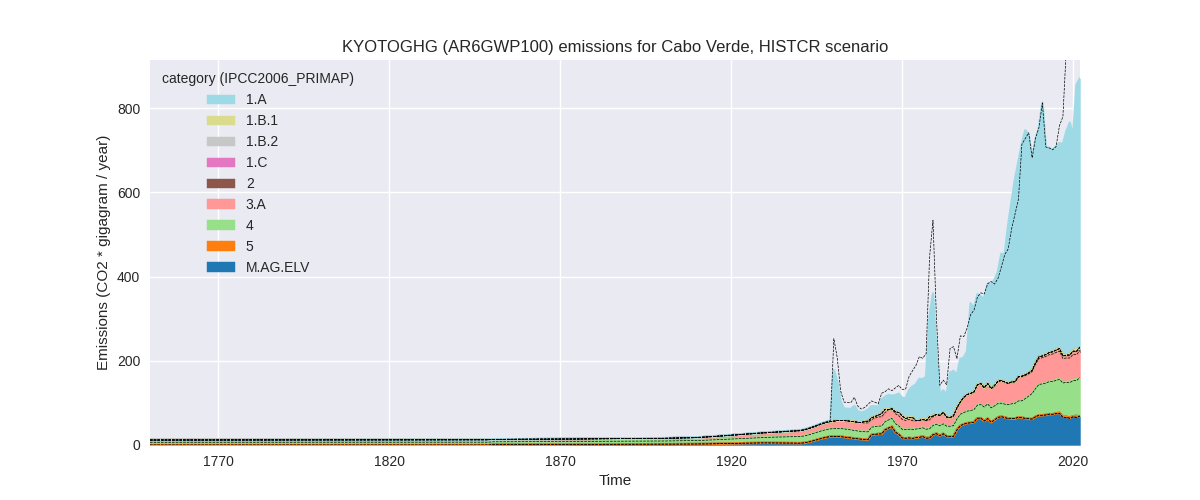 KYOTOGHG (AR6GWP100) emissions for Cabo Verde, HISTCR scenario
category (IPCC2006_PRIMAP)
1.A
1.B.1
1.B.2
1.C
2
3.A
4
5
M.AG.ELV
Emissions (CO2 * gigagram / year)
800
600
400
200
0
1770
1820
1870
1920
1970
2020
Time